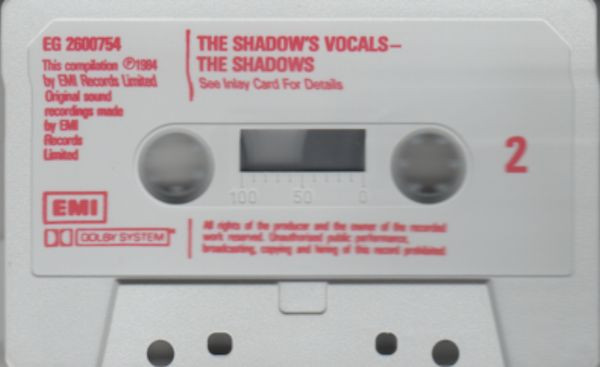 EG 2600754
This compilation ℗1984
by EMI Records Limited
Original sound
recordings made
by EMI
Records
Limited
THE SHADOW'S VOCALS–
THE SHADOWS
See Inlay Card For Details
2
100 50 0
EMI
DOLBY SYSTEM™
All rights of the producer and the owner of the recorded
work reserved. Unauthorised public performance,
broadcasting, copying and hiring of this record prohibited.